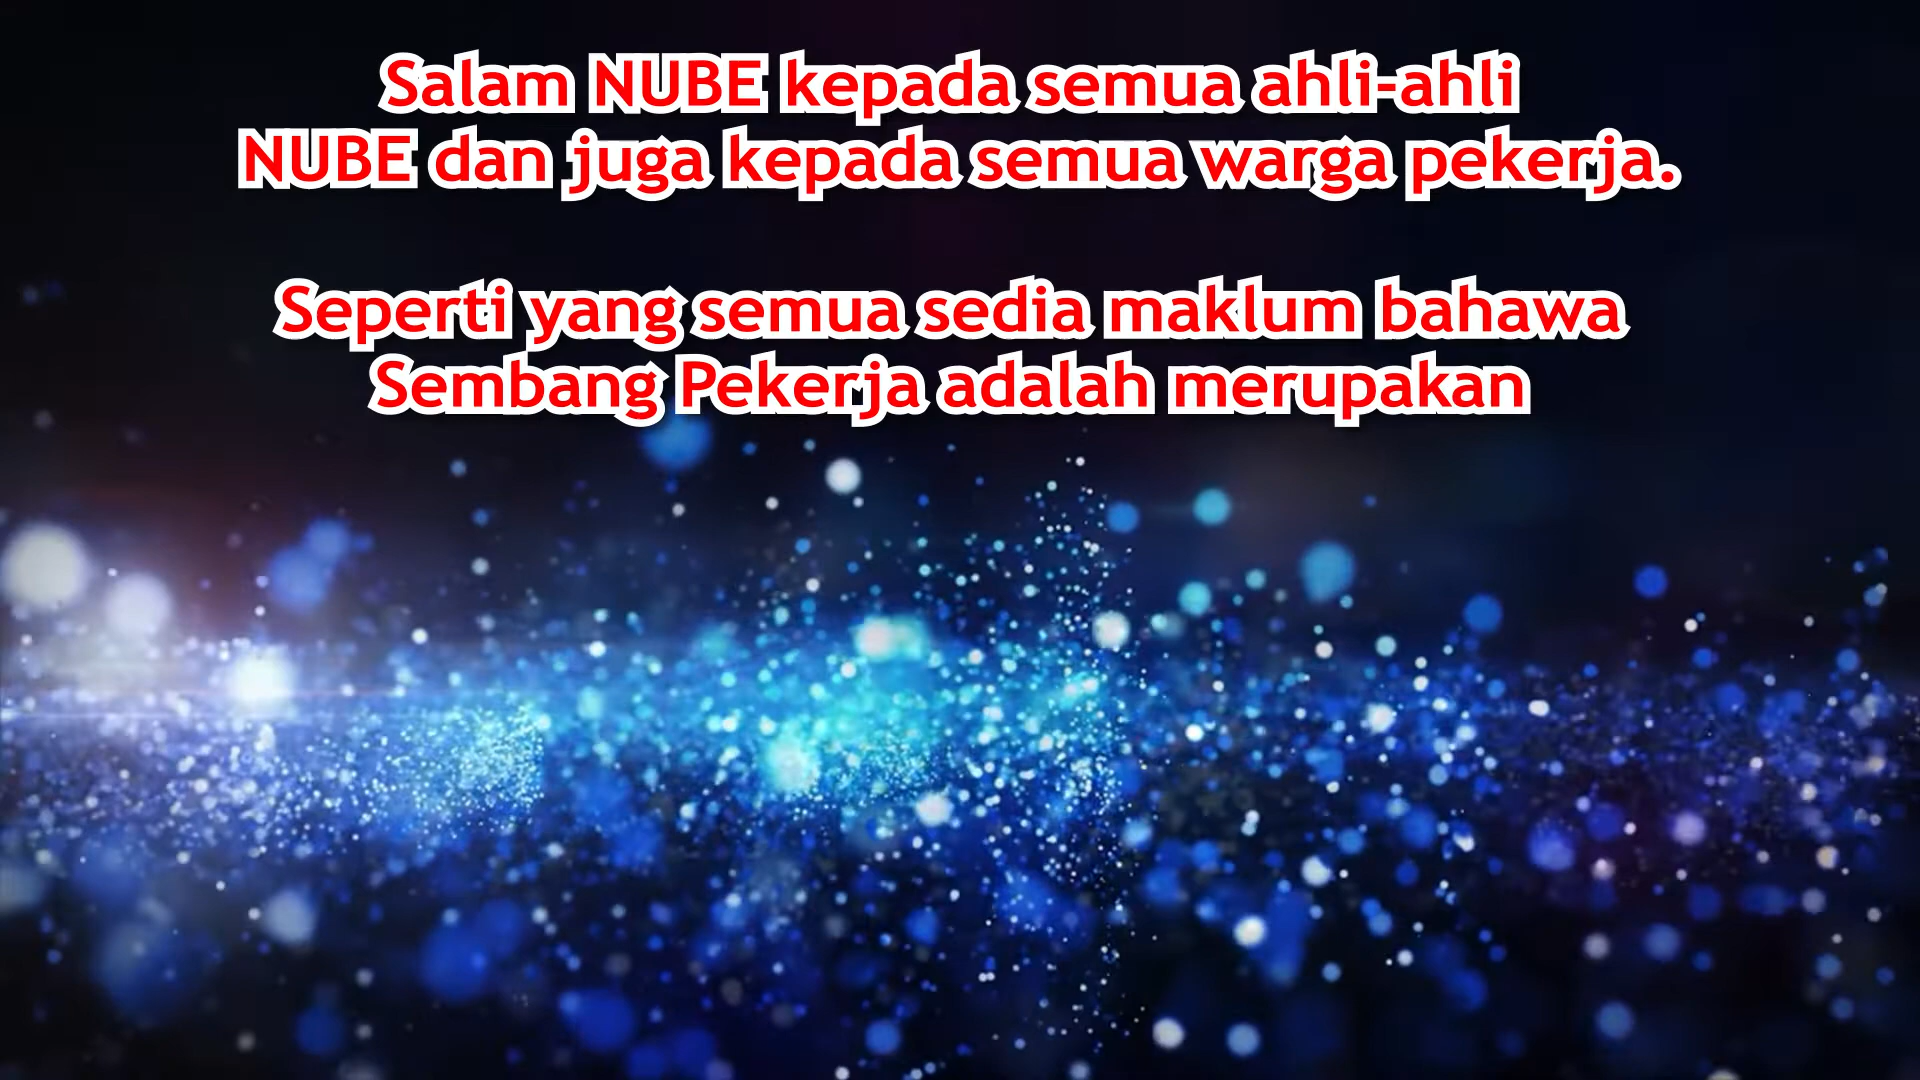 Salam NUBE kepada semua ahli-ahli
NUBE dan juga kepada semua warga pekerja.
Seperti yang semua sedia maklum bahawa
Sembang Pekerja adalah merupakan